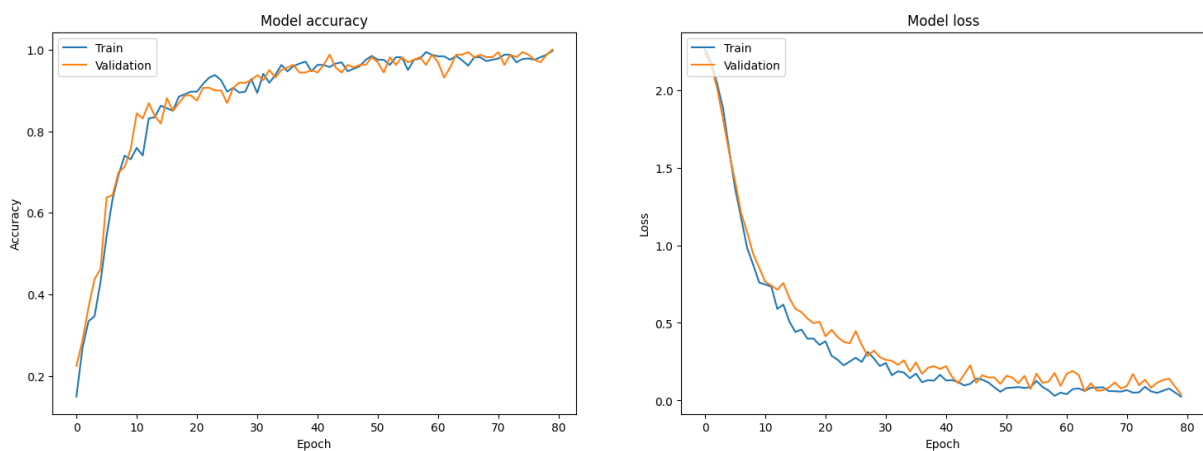 Model accuracy
Train
Validation
1.0
0.8
0.6
0.4
0.2
Accuracy
0 10 20 30 40 50 60 70 80
Epoch
Model loss
Train
Validation
2.0
1.5
1.0
0.5
0.0
Loss
0 10 20 30 40 50 60 70 80
Epoch